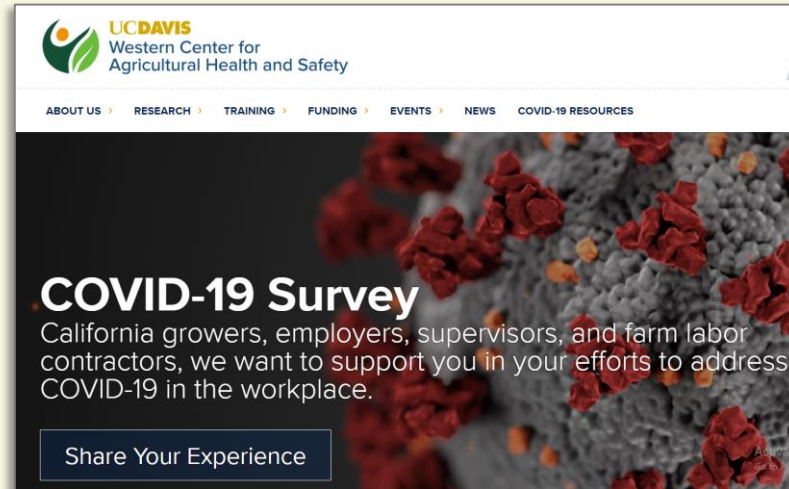 UCDAVIS
Western Center for
Agricultural Health and Safety
ABOUT US > RESEARCH > TRAINING > FUNDING > EVENTS > NEWS COVID-19 RESOURCES
COVID-19 Survey
California growers, employers, supervisors, and farm labor
contractors, we want to support you in your efforts to address
COVID-19 in the workplace.
Share Your Experience